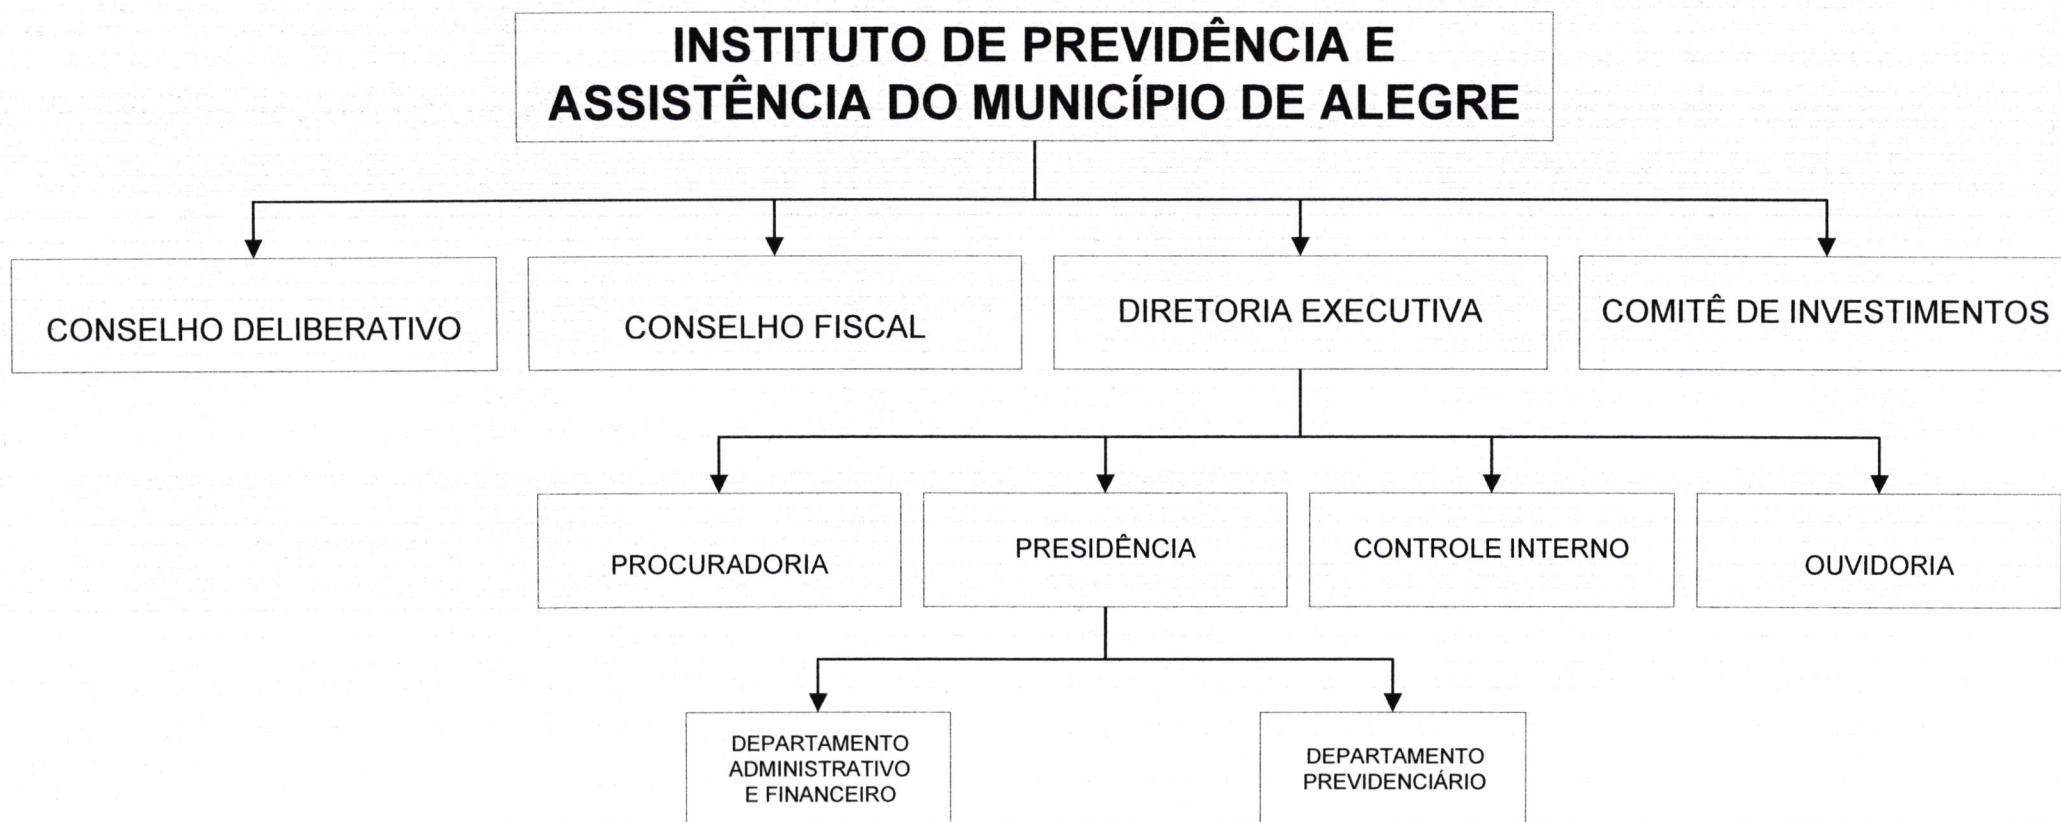 INSTITUTO DE PREVIDÊNCIA E
ASSISTÊNCIA DO MUNICÍPIO DE ALEGRE
CONSELHO DELIBERATIVO
CONSELHO FISCAL
DIRETORIA EXECUTIVA
COMITÊ DE INVESTIMENTOS
PROCURADORIA
PRESIDÊNCIA
CONTROLE INTERNO
OUVIDORIA
DEPARTAMENTO
ADMINISTRATIVO
E FINANCEIRO
DEPARTAMENTO
PREVIDENCIÁRIO